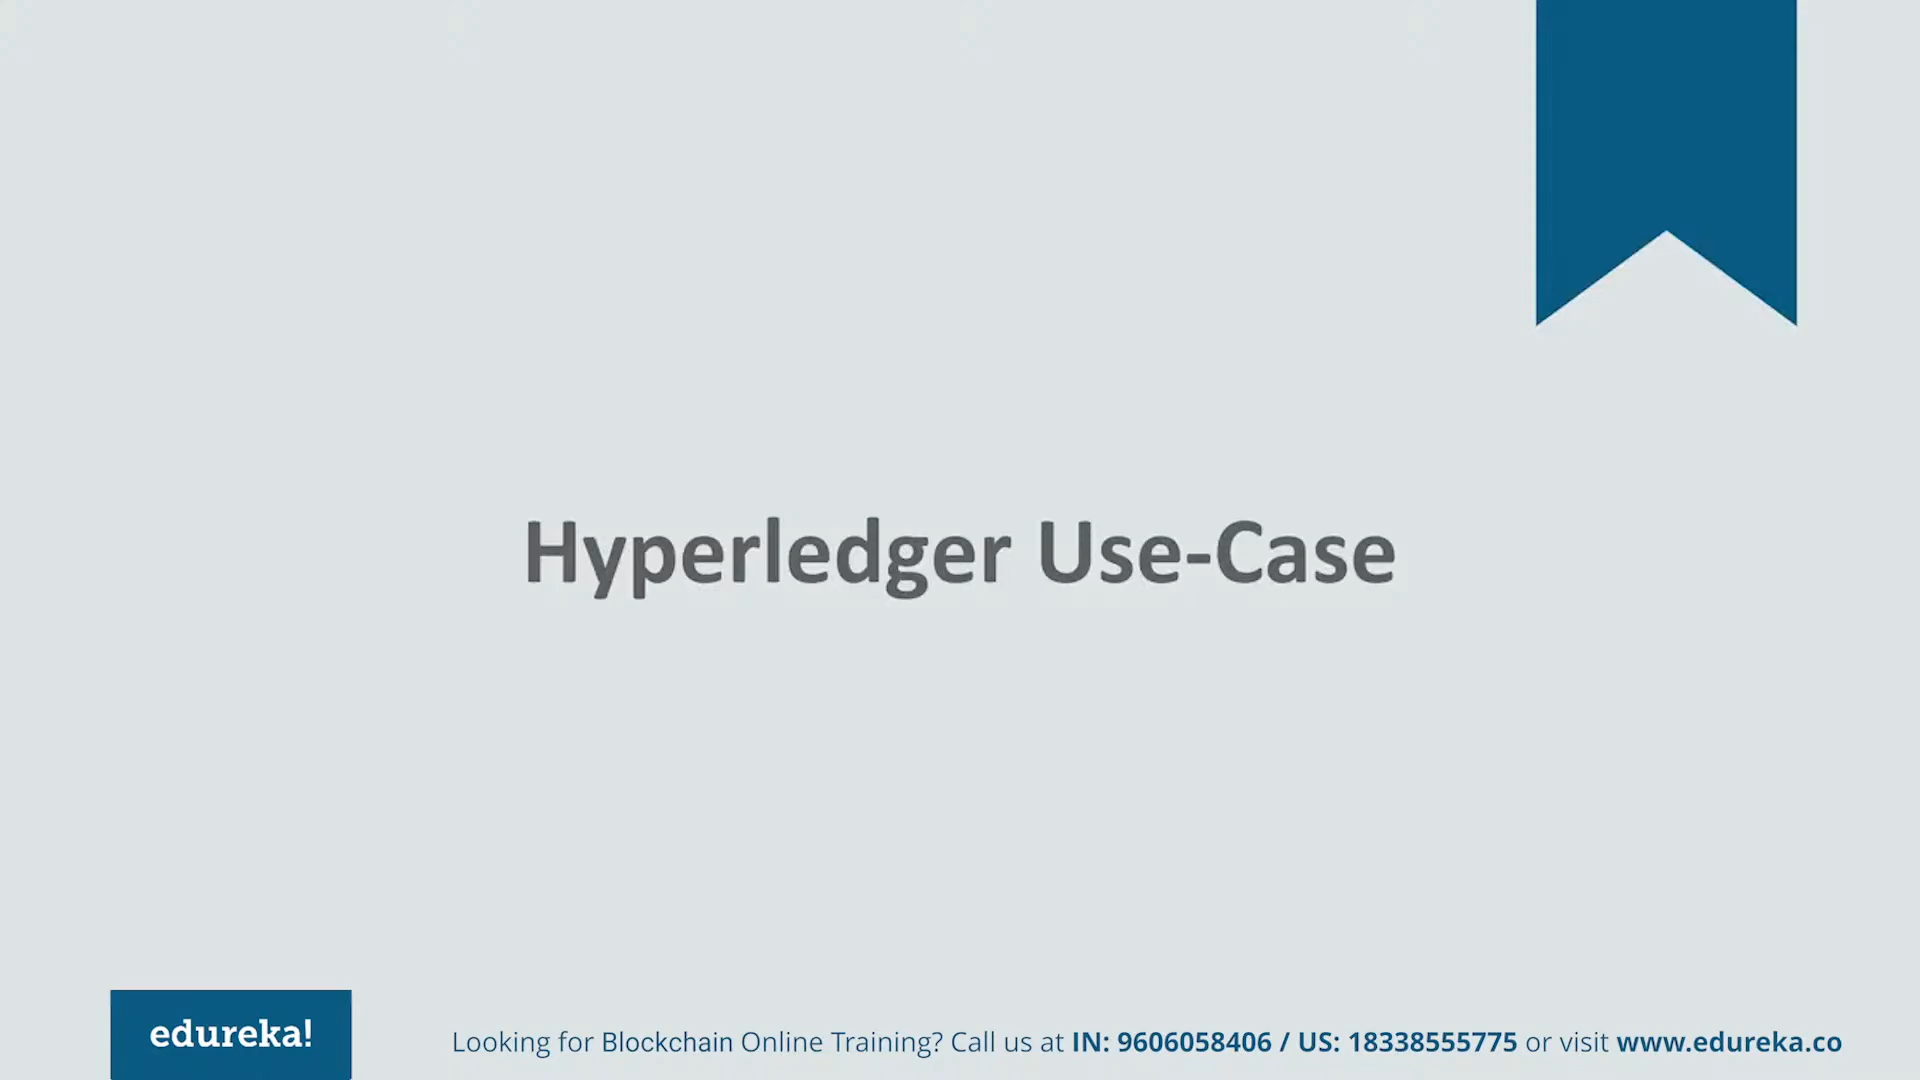 Hyperledger Use-Case
edureka!
Looking for Blockchain Online Training? Call us at IN: 9606058406 / US: 18338555775 or visit www.edureka.co